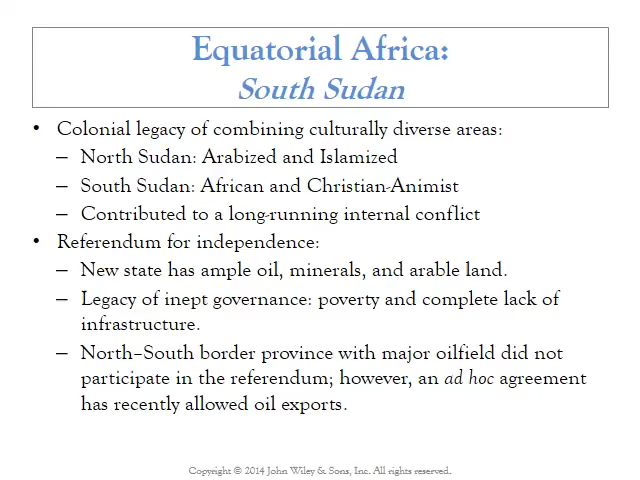 Equatorial Africa:
South Sudan
• Colonial legacy of combining culturally diverse areas:
– North Sudan: Arabized and Islamized
– South Sudan: African and Christian-Animist
– Contributed to a long-running internal conflict
• Referendum for independence:
– New state has ample oil, minerals, and arable land.
– Legacy of inept governance: poverty and complete lack of
infrastructure.
– North–South border province with major oilfield did not
participate in the referendum; however, an ad hoc agreement
has recently allowed oil exports.
Copyright © 2014 John Wiley & Sons, Inc. All rights reserved.